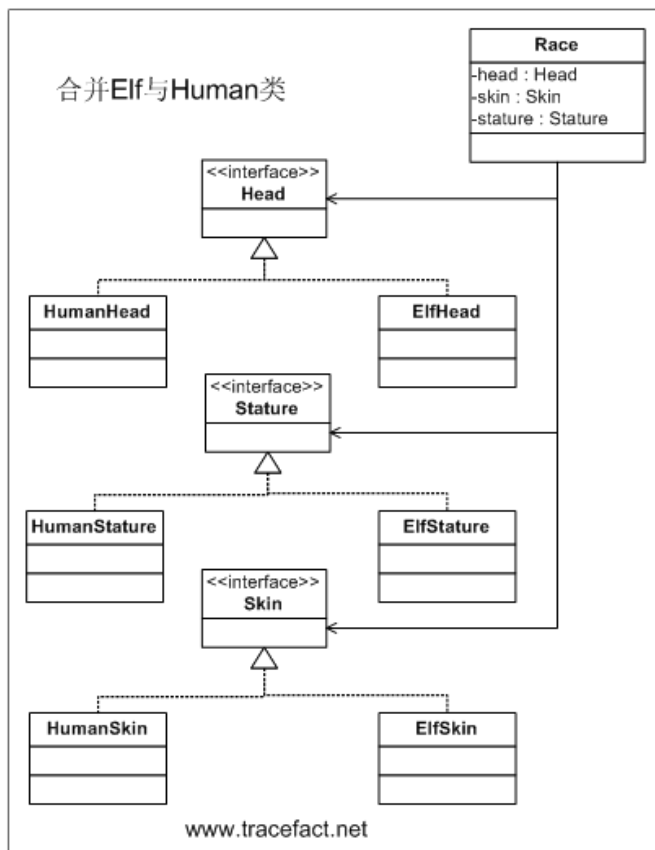 Race
-head : Head
-skin : Skin
-stature : Stature
合并Elf与Human类
<<interface>>
Head
HumanHead
ElfHead
<<interface>>
Stature
HumanStature
ElfStature
<<interface>>
Skin
HumanSkin
ElfSkin
www.tracefact.net